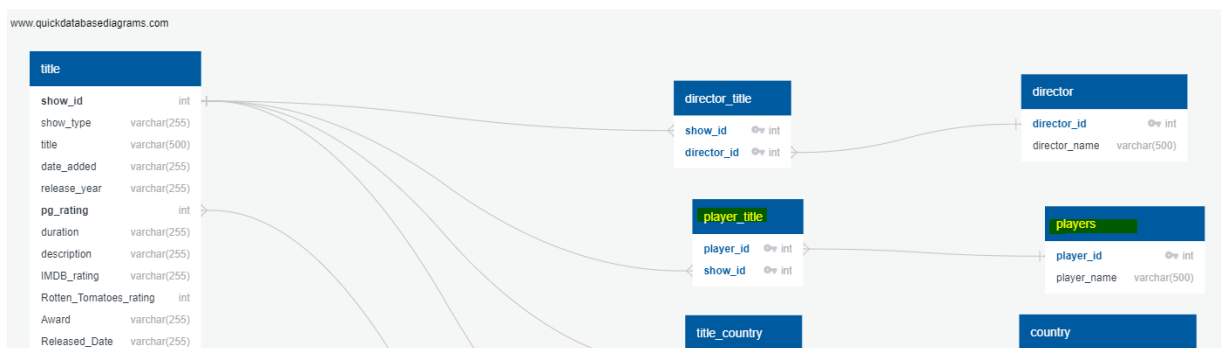 www.quickdatabasediagrams.com
title
show_id int
show_type varchar(255)
title varchar(500)
date_added varchar(255)
release_year varchar(255)
pg_rating int
duration varchar(255)
description varchar(255)
IMDB_rating varchar(255)
Rotten_Tomatoes_rating int
Award varchar(255)
Released_Date varchar(255)
director_title
show_id int
director_id int
director
director_id int
director_name varchar(500)
player_title
player_id int
show_id int
players
player_id int
player_name varchar(500)
title_country
country